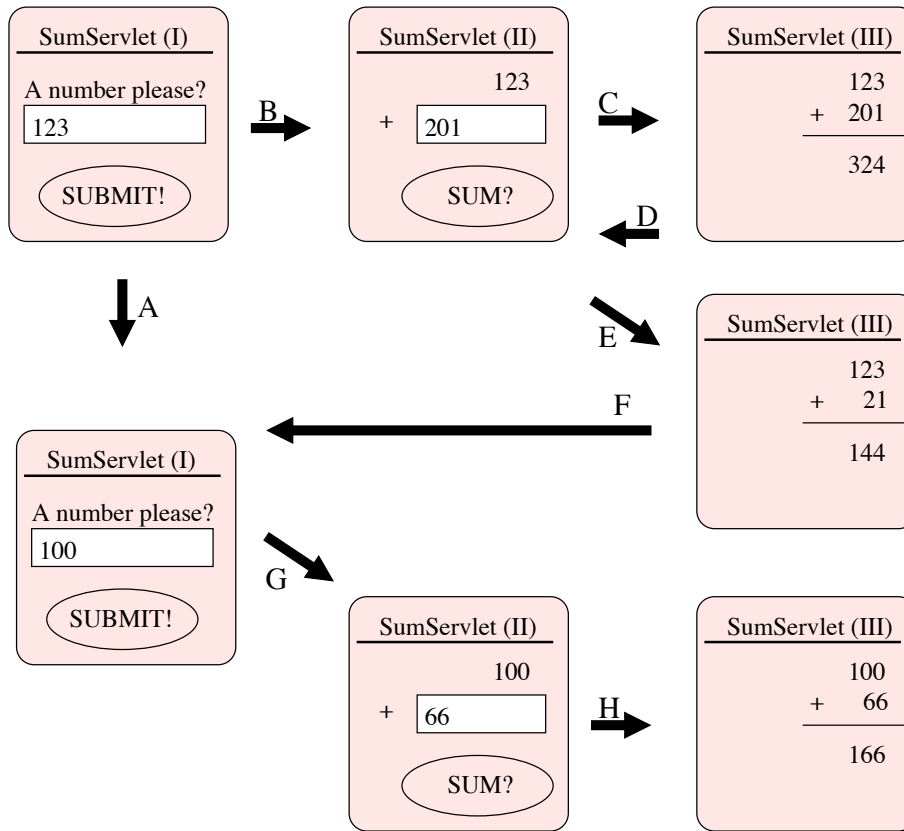 SumServlet (I)
A number please?
123
SUBMIT!
B
SumServlet (II)
123
+ 201
SUM?
C
SumServlet (III)
123
+ 201
324
D
A
E
SumServlet (III)
123
+ 21
144
F
SumServlet (I)
A number please?
100
SUBMIT!
G
SumServlet (II)
100
+ 66
SUM?
H
SumServlet (III)
100
+ 66
166